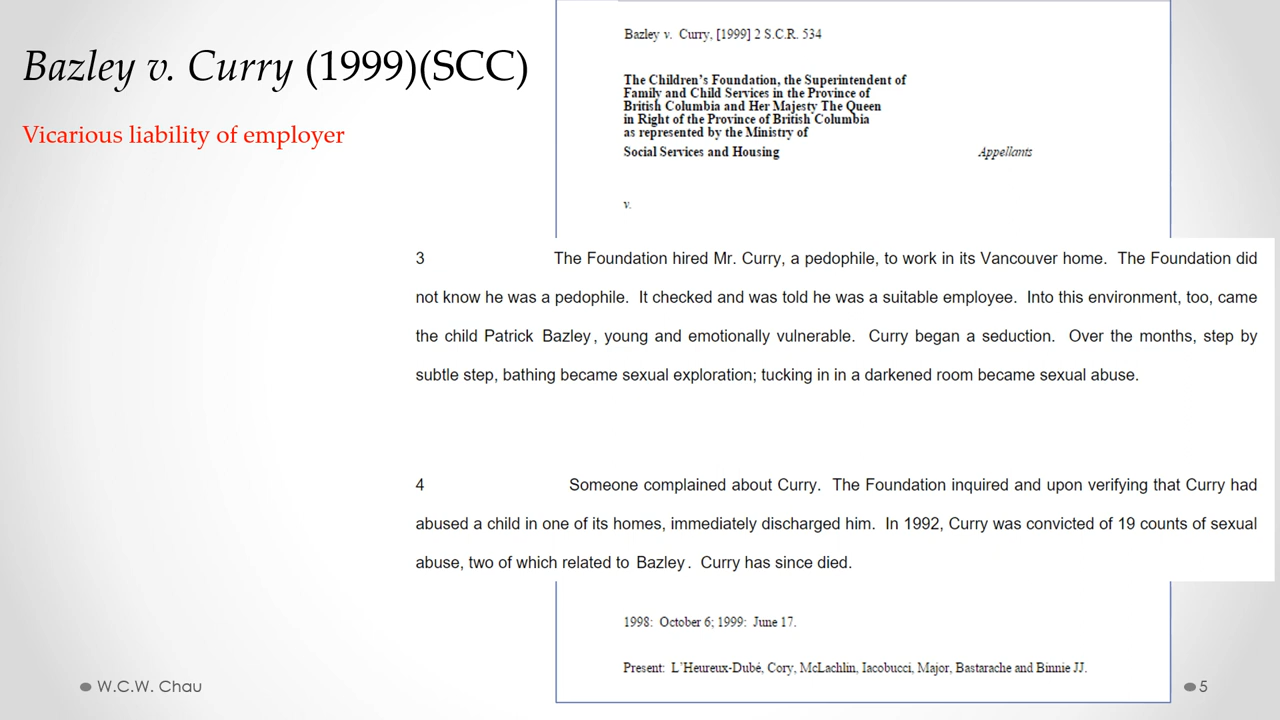 Bazley v. Curry (1999)(SCC)
Vicarious liability of employer
Bazley v. Curry, [1999] 2 S.C.R. 534
The Children's Foundation, the Superintendent of
Family and Child Services in the Province of
British Columbia and Her Majesty The Queen
in Right of the Province of British Columbia
as represented by the Ministry of
Social Services and Housing Appellants
v.
3 The Foundation hired Mr. Curry, a pedophile, to work in its Vancouver home. The Foundation did
not know he was a pedophile. It checked and was told he was a suitable employee. Into this environment, too, came
the child Patrick Bazley, young and emotionally vulnerable. Curry began a seduction. Over the months, step by
subtle step, bathing became sexual exploration; tucking in in a darkened room became sexual abuse.
4 Someone complained about Curry. The Foundation inquired and upon verifying that Curry had
abused a child in one of its homes, immediately discharged him. In 1992, Curry was convicted of 19 counts of sexual
abuse, two of which related to Bazley. Curry has since died.
1998: October 6; 1999: June 17.
Present: L'Heureux-Dubé, Cory, McLachlin, Iacobucci, Major, Bastarache and Binnie JJ.
W.C.W. Chau
5